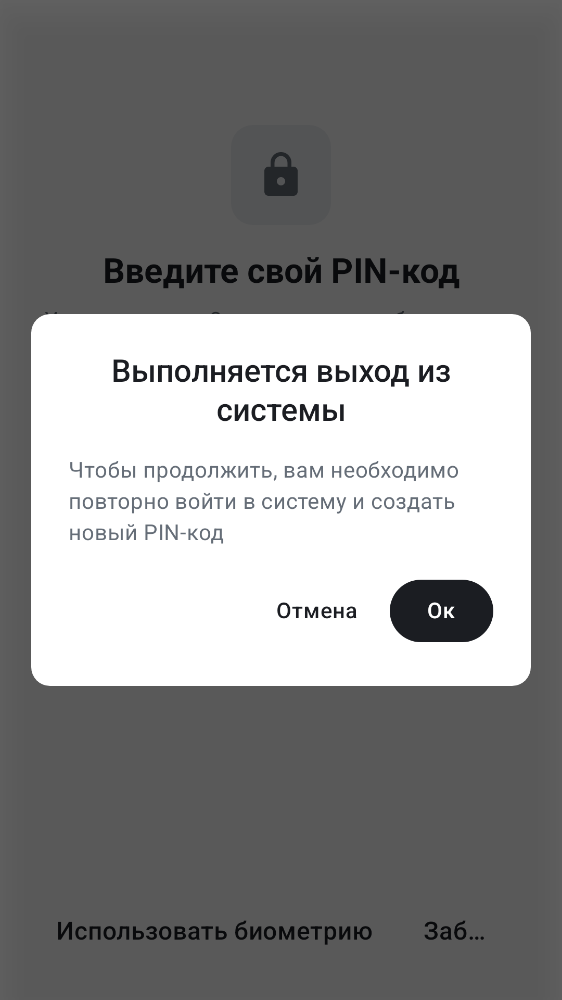 Введите свой PIN-код
Выполняется выход из
системы
Чтобы продолжить, вам необходимо
повторно войти в систему и создать
новый PIN-код
Отмена
Ок
Использовать биометрию
Заб...